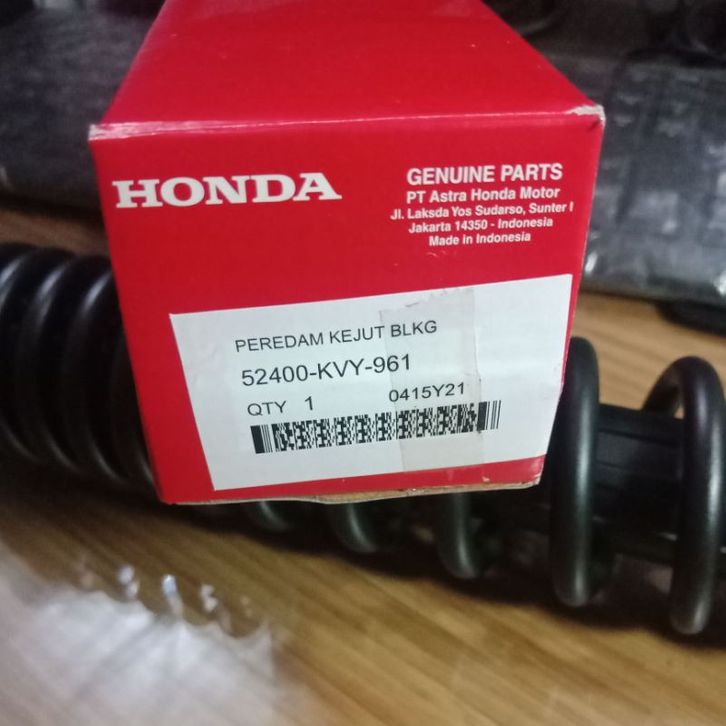 HONDA
GENUINE PARTS
PT Astra Honda Motor
Jl. Laksda Yos Sudarso, Sunter I
Jakarta 14350 - Indonesia
Made in Indonesia
PEREDAM KEJUT BLKG
52400-KVY-961
QTY 1 0415Y21